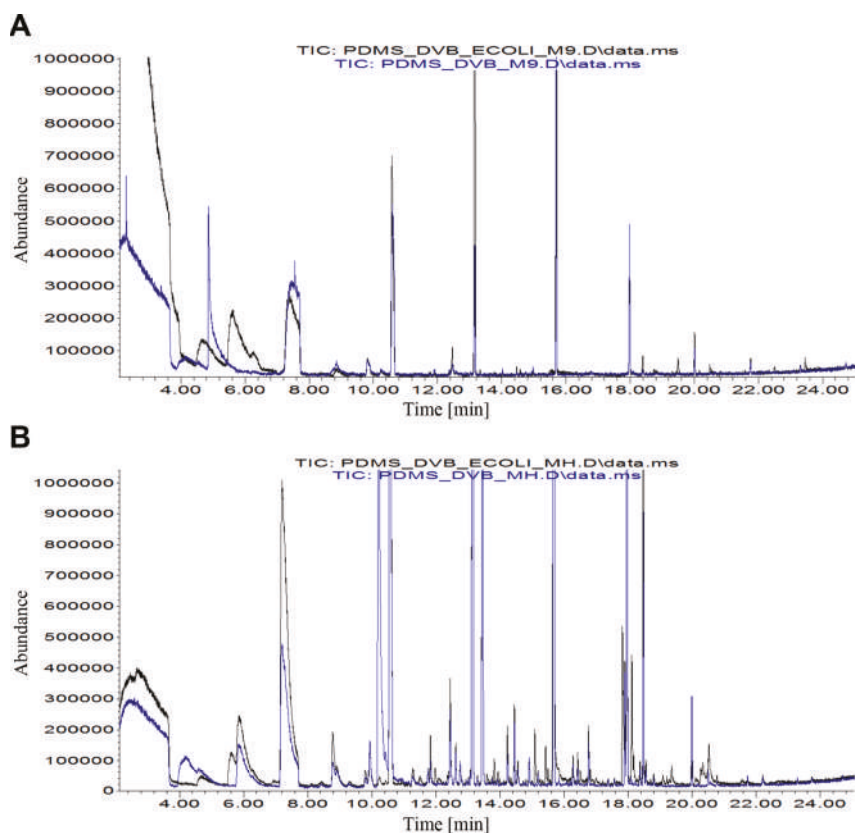 A
TIC: PDMS_DVB_ECOLI_M9.D\data.ms
TIC: PDMS_DVB_M9.D\data.ms
1000000
900000
800000
700000
600000
500000
400000
300000
200000
100000
Abundance
4.00 6.00 8.00 10.00 12.00 14.00 16.00 18.00 20.00 22.00 24.00
Time [min]
B
TIC: PDMS_DVB_ECOLI_MH.D\data.ms
TIC: PDMS_DVB_MH.D\data.ms
1000000
900000
800000
700000
600000
500000
400000
300000
200000
100000
0
Abundance
4.00 6.00 8.00 10.00 12.00 14.00 16.00 18.00 20.00 22.00 24.00
Time [min]